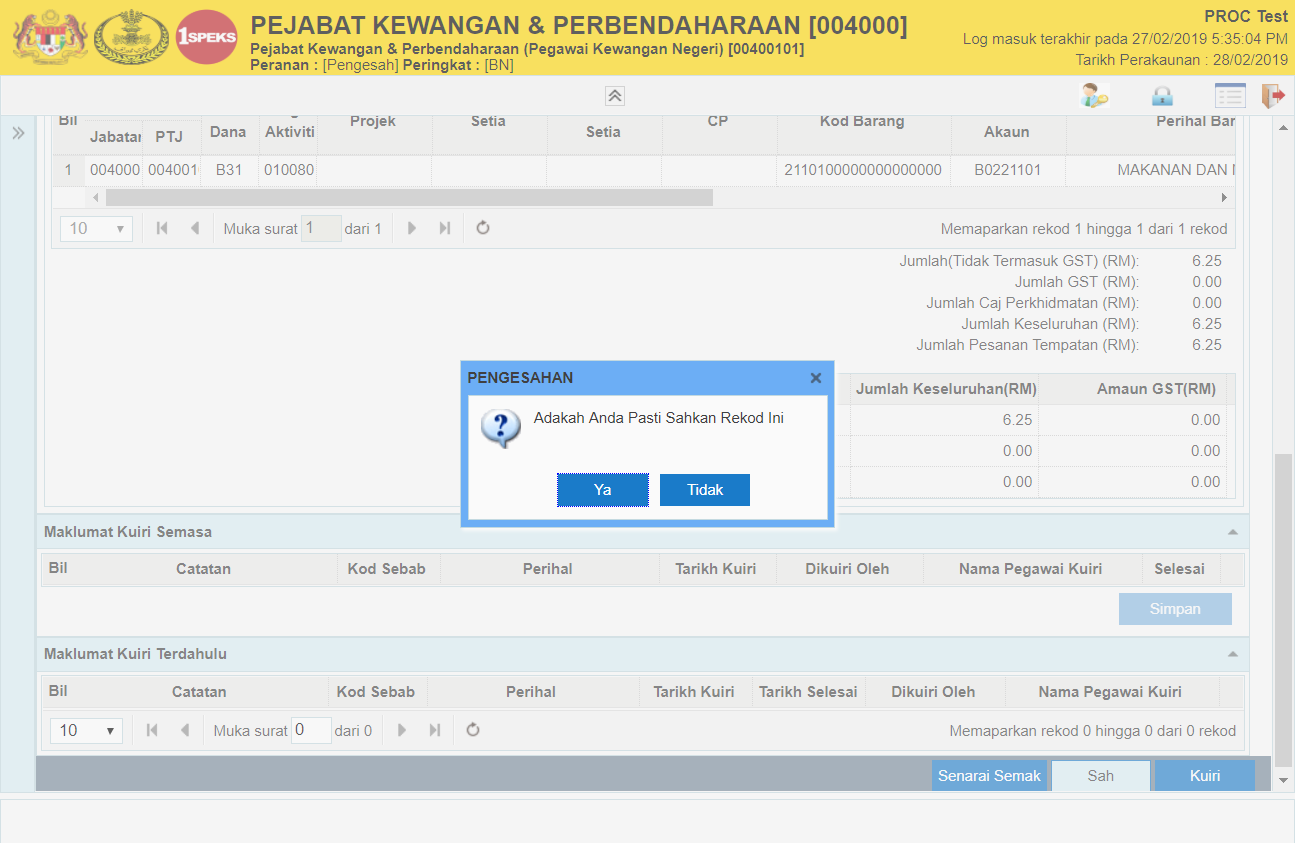 1SPEKS
PEJABAT KEWANGAN & PERBENDAHARAAN [004000]
Pejabat Kewangan & Perbendaharaan (Pegawai Kewangan Negeri) [00400101]
Peranan : [Pengesah] Peringkat : [BN]
PROC Test
Log masuk terakhir pada 27/02/2019 5:35:04 PM
Tarikh Perakaunan : 28/02/2019
Bil Jabatan PTJ Dana Aktiviti Projek Setia Setia CP Kod Barang Akaun Perihal Bar
1 004000 004001 B31 010080 2110100000000000000 B0221101 MAKANAN DAN
10 Muka surat 1 dari 1 Memaparkan rekod 1 hingga 1 dari 1 rekod
Jumlah(Tidak Termasuk GST) (RM): 6.25
Jumlah GST (RM): 0.00
Jumlah Caj Perkhidmatan (RM): 0.00
Jumlah Keseluruhan (RM): 6.25
Jumlah Pesanan Tempatan (RM): 6.25
Jumlah Keseluruhan(RM) Amaun GST(RM)
6.25 0.00
0.00 0.00
0.00 0.00
PENGESAHAN
Adakah Anda Pasti Sahkan Rekod Ini
Ya Tidak
Maklumat Kuiri Semasa
Bil Catatan Kod Sebab Perihal Tarikh Kuiri Dikuiri Oleh Nama Pegawai Kuiri Selesai
Simpan
Maklumat Kuiri Terdahulu
Bil Catatan Kod Sebab Perihal Tarikh Kuiri Tarikh Selesai Dikuiri Oleh Nama Pegawai Kuiri
10 Muka surat 0 dari 0 Memaparkan rekod 0 hingga 0 dari 0 rekod
Senarai Semak Sah Kuiri